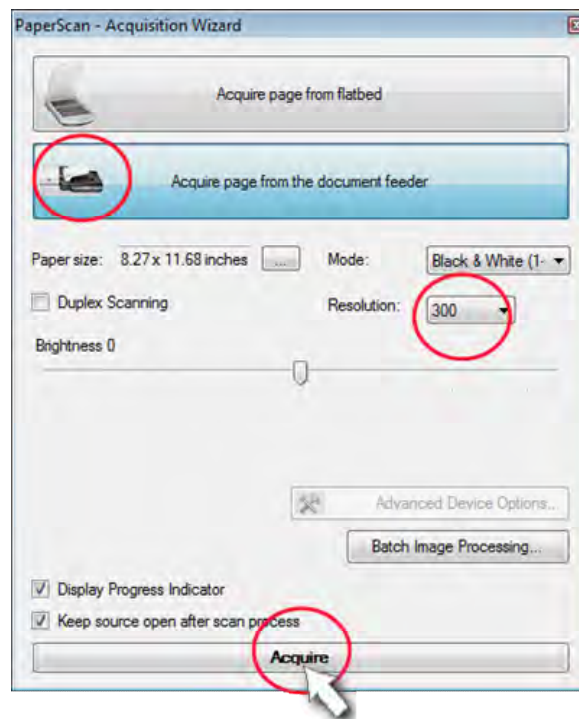 PaperScan - Acquisition Wizard
Acquire page from flatbed
Acquire page from the document feeder
Paper size: 8.27 x 11.68 inches ... Mode: Black & White (1-
Duplex Scanning Resolution: 300
Brightness 0
Advanced Device Options...
Batch Image Processing...
Display Progress Indicator
Keep source open after scan process
Acquire